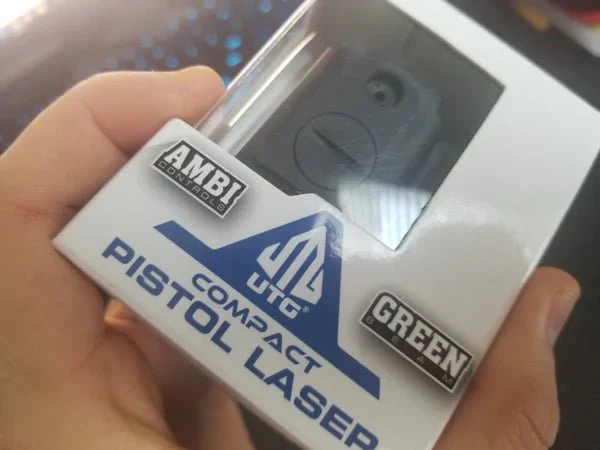 AMBI
CONTROLS
UTG®
COMPACT
PISTOL LASER
GREEN
BEAM